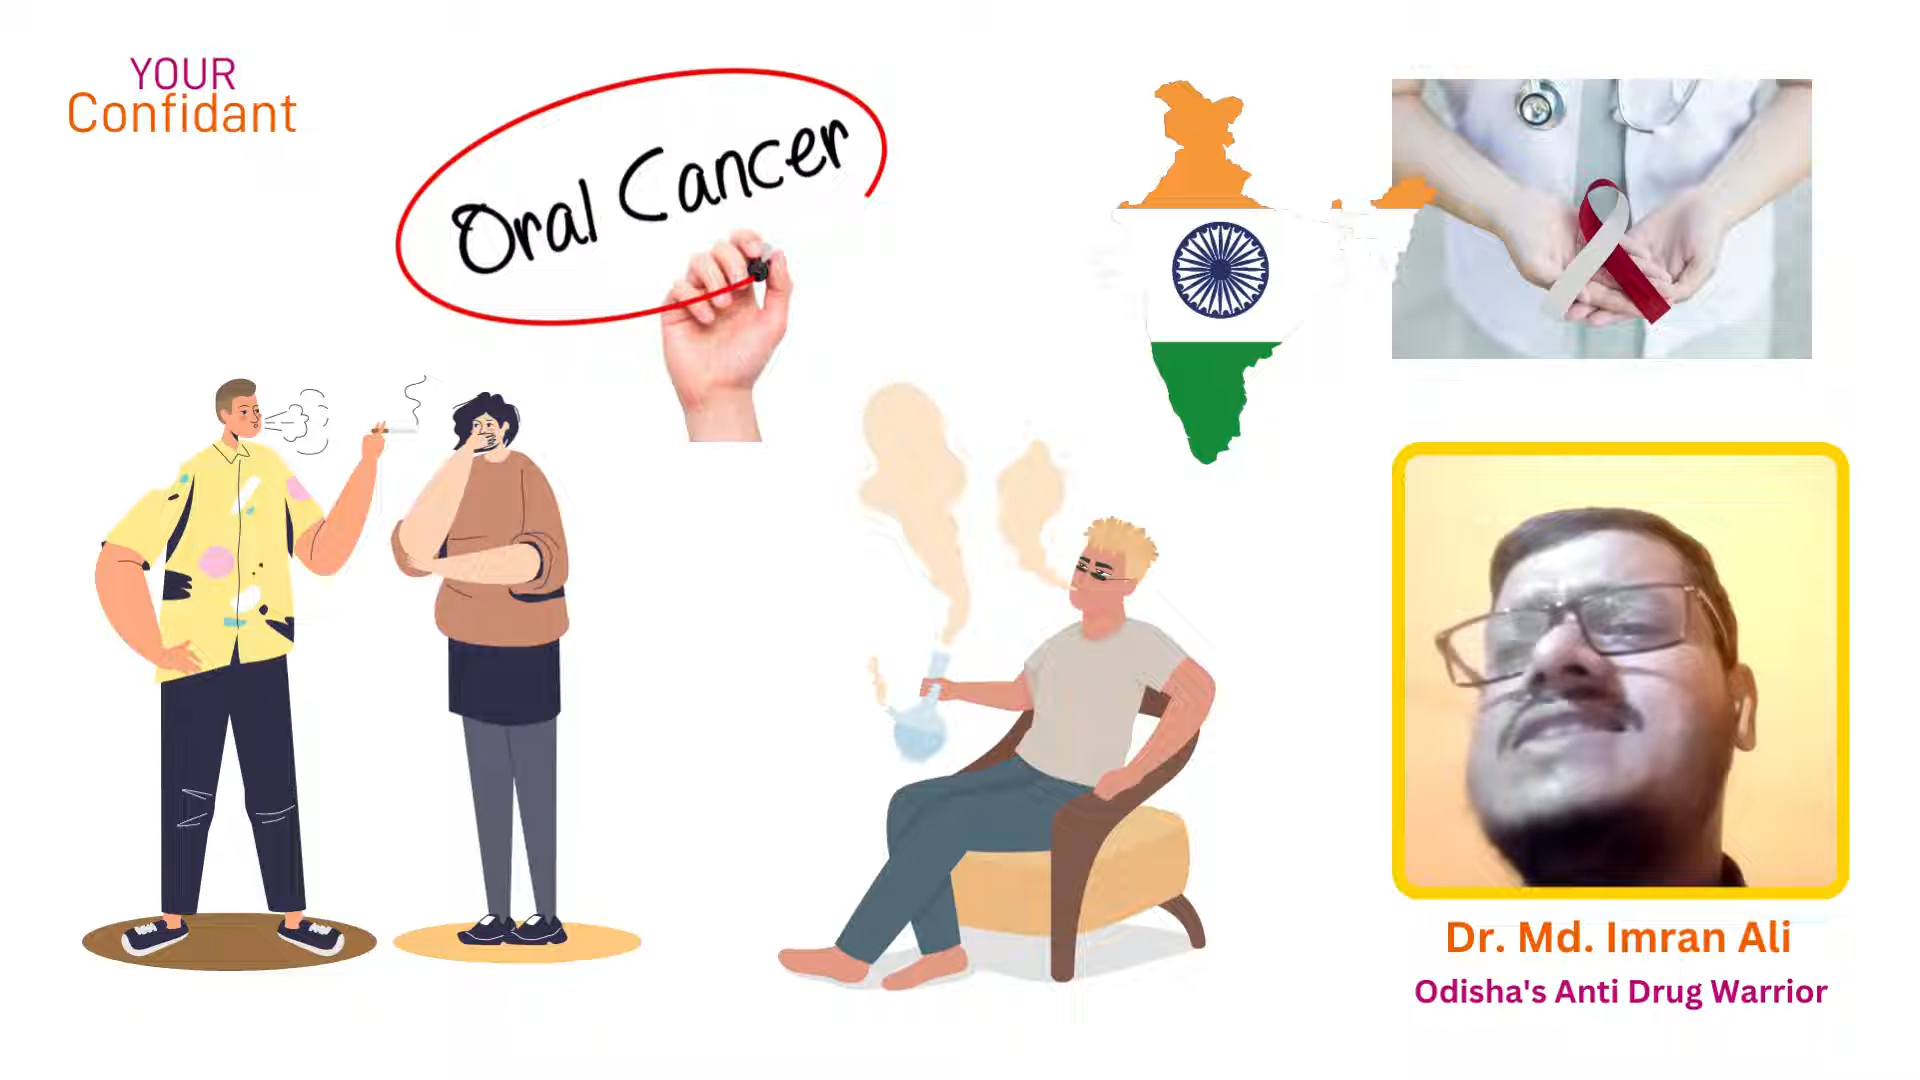 YOUR
Confidant
Oral Cancer
Dr. Md. Imran Ali
Odisha's Anti Drug Warrior